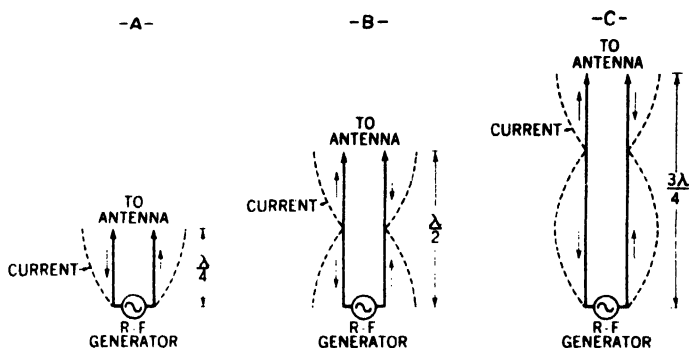 -A-
TO
ANTENNA
CURRENT
λ/4
R-F
GENERATOR
-B-
TO
ANTENNA
CURRENT
λ/2
R-F
GENERATOR
-C-
TO
ANTENNA
CURRENT
3λ/4
R-F
GENERATOR